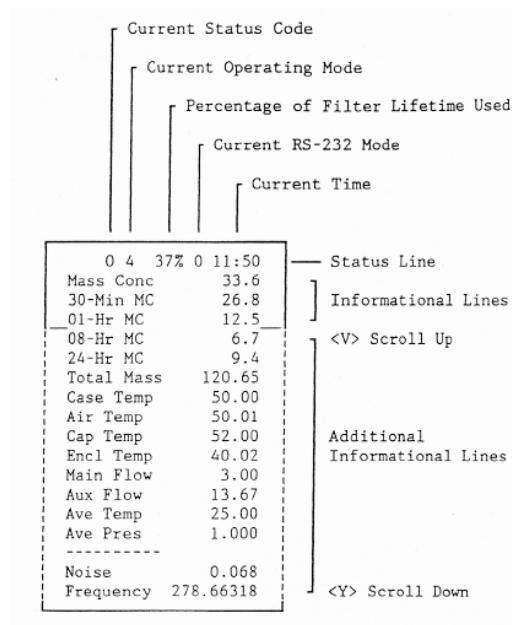 Current Status Code
Current Operating Mode
Percentage of Filter Lifetime Used
Current RS-232 Mode
Current Time
0 4 37% 0 11:50 Status Line
Mass Conc 33.6
30-Min MC 26.8 Informational Lines
01-Hr MC 12.5
08-Hr MC 6.7 <V> Scroll Up
24-Hr MC 9.4
Total Mass 120.65
Case Temp 50.00
Air Temp 50.01
Cap Temp 52.00 Additional
Encl Temp 40.02 Informational Lines
Main Flow 3.00
Aux Flow 13.67
Ave Temp 25.00
Ave Pres 1.000
----------
Noise 0.068
Frequency 278.66318 <Y> Scroll Down